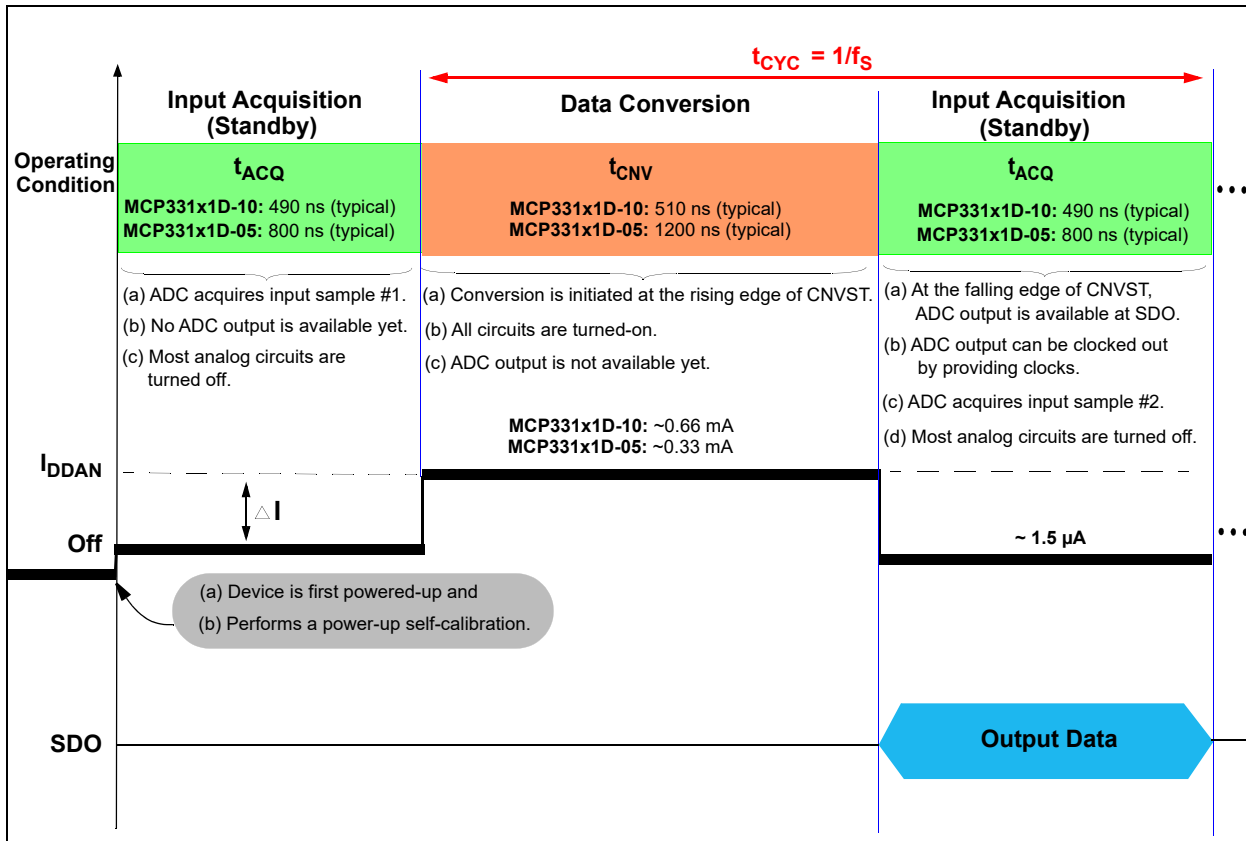 tCYC = 1/fS
Input Acquisition
(Standby)
Data Conversion
Input Acquisition
(Standby)
Operating
Condition
tACQ
MCP331x1D-10: 490 ns (typical)
MCP331x1D-05: 800 ns (typical)
tCNV
MCP331x1D-10: 510 ns (typical)
MCP331x1D-05: 1200 ns (typical)
tACQ
MCP331x1D-10: 490 ns (typical)
MCP331x1D-05: 800 ns (typical)
(a) ADC acquires input sample #1.
(b) No ADC output is available yet.
(c) Most analog circuits are
turned off.
(a) Conversion is initiated at the rising edge of CNVST.
(b) All circuits are turned-on.
(c) ADC output is not available yet.
(a) At the falling edge of CNVST,
ADC output is available at SDO.
(b) ADC output can be clocked out
by providing clocks.
(c) ADC acquires input sample #2.
(d) Most analog circuits are turned off.
MCP331x1D-10: ~0.66 mA
MCP331x1D-05: ~0.33 mA
IDDAN
△ I
Off
~ 1.5 µA
(a) Device is first powered-up and
(b) Performs a power-up self-calibration.
SDO
Output Data